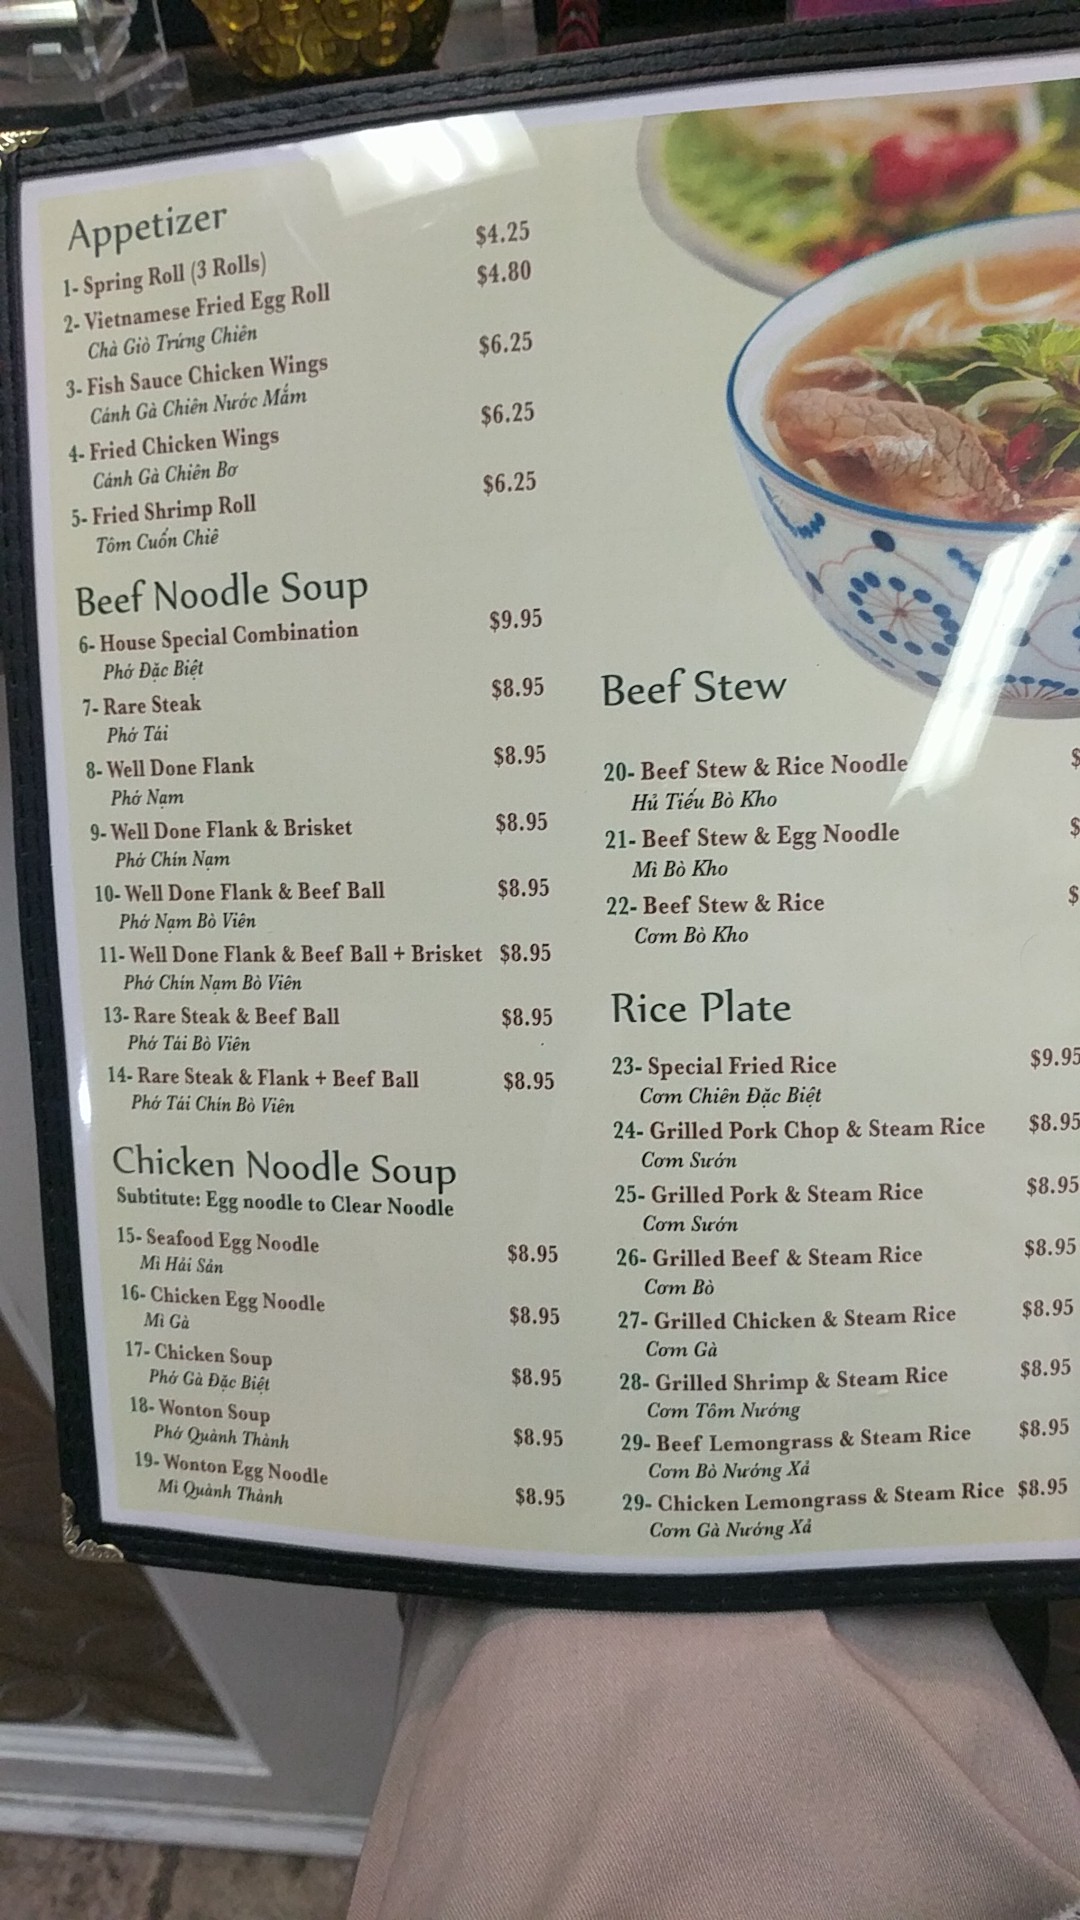 Appetizer
1- Spring Roll (3 Rolls) $4.25
2- Vietnamese Fried Egg Roll $4.80
Chà Giò Trứng Chiên
3- Fish Sauce Chicken Wings $6.25
Cánh Gà Chiên Nước Mắm
4- Fried Chicken Wings $6.25
Cánh Gà Chiên Bơ
5- Fried Shrimp Roll $6.25
Tôm Cuốn Chiê
Beef Noodle Soup
6- House Special Combination $9.95
Phở Đặc Biệt
7- Rare Steak $8.95
Phở Tái
8- Well Done Flank $8.95
Phở Nạm
9- Well Done Flank & Brisket $8.95
Phở Chín Nạm
10- Well Done Flank & Beef Ball $8.95
Phở Nạm Bò Viên
11- Well Done Flank & Beef Ball + Brisket $8.95
Phở Chín Nạm Bò Viên
13- Rare Steak & Beef Ball $8.95
Phở Tái Bò Viên
14- Rare Steak & Flank + Beef Ball $8.95
Phở Tái Chín Bò Viên
Chicken Noodle Soup
Subtitute: Egg noodle to Clear Noodle
15- Seafood Egg Noodle $8.95
Mì Hải Sản
16- Chicken Egg Noodle $8.95
Mì Gà
17- Chicken Soup $8.95
Phở Gà Đặc Biệt
18- Wonton Soup $8.95
Phở Quành Thành
19- Wonton Egg Noodle $8.95
Mì Quành Thành
Beef Stew
20- Beef Stew & Rice Noodle $
Hủ Tiếu Bò Kho
21- Beef Stew & Egg Noodle $
Mì Bò Kho
22- Beef Stew & Rice $
Cơm Bò Kho
Rice Plate
23- Special Fried Rice $9.95
Cơm Chiên Đặc Biệt
24- Grilled Pork Chop & Steam Rice $8.95
Cơm Sướn
25- Grilled Pork & Steam Rice $8.95
Cơm Sướn
26- Grilled Beef & Steam Rice $8.95
Cơm Bò
27- Grilled Chicken & Steam Rice $8.95
Cơm Gà
28- Grilled Shrimp & Steam Rice $8.95
Cơm Tôm Nướng
29- Beef Lemongrass & Steam Rice $8.95
Cơm Bò Nướng Xả
29- Chicken Lemongrass & Steam Rice $8.95
Cơm Gà Nướng Xả